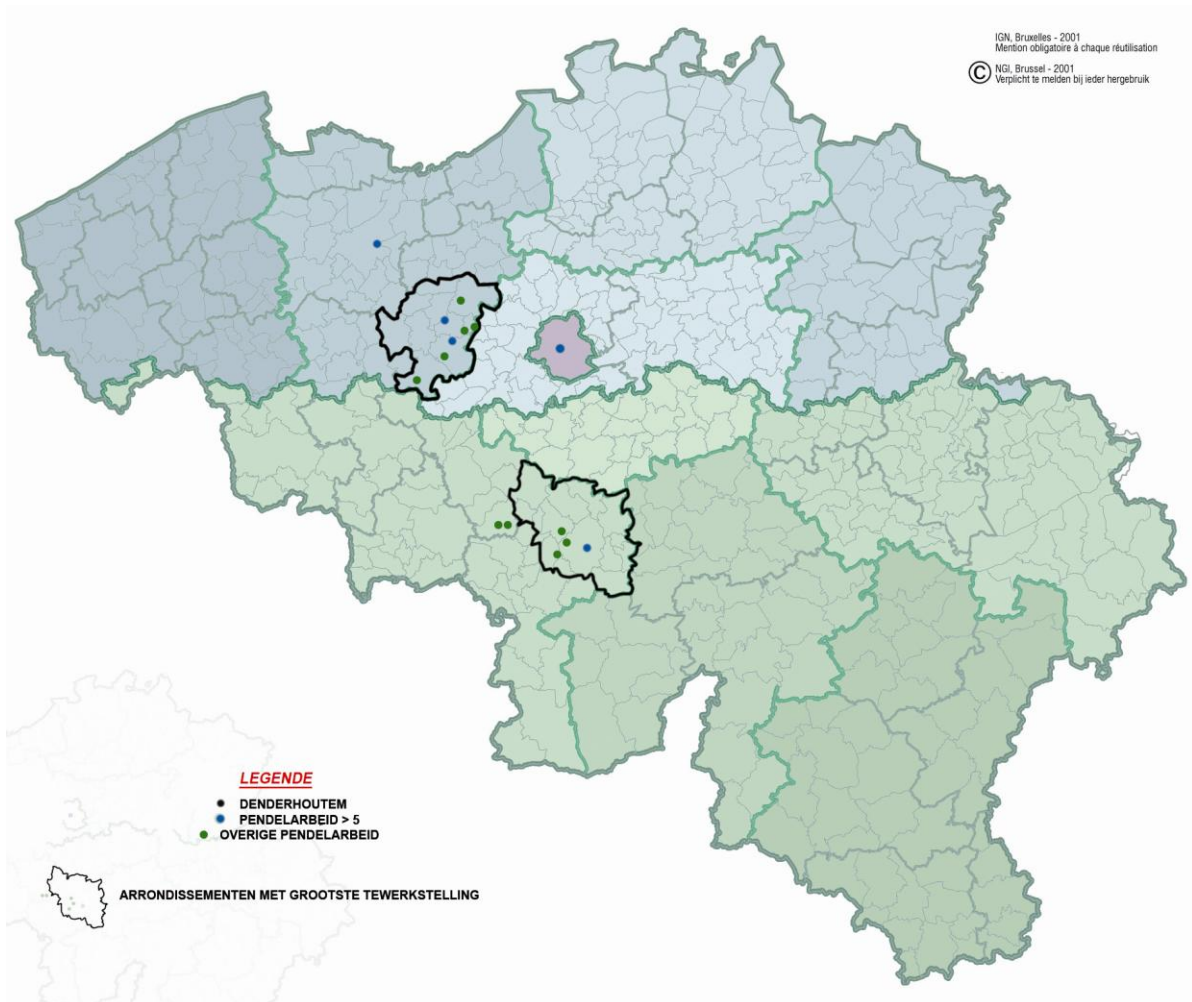 IGN, Bruxelles - 2001
Mention obligatoire à chaque réutilisation
© NGI, Brussel - 2001
Verplicht te melden bij ieder hergebruik
LEGENDE
DENDERHOUTEM
PENDELARBEID > 5
OVERIGE PENDELARBEID
ARRONDISSEMENTEN MET GROOTSTE TEWERKSTELLING